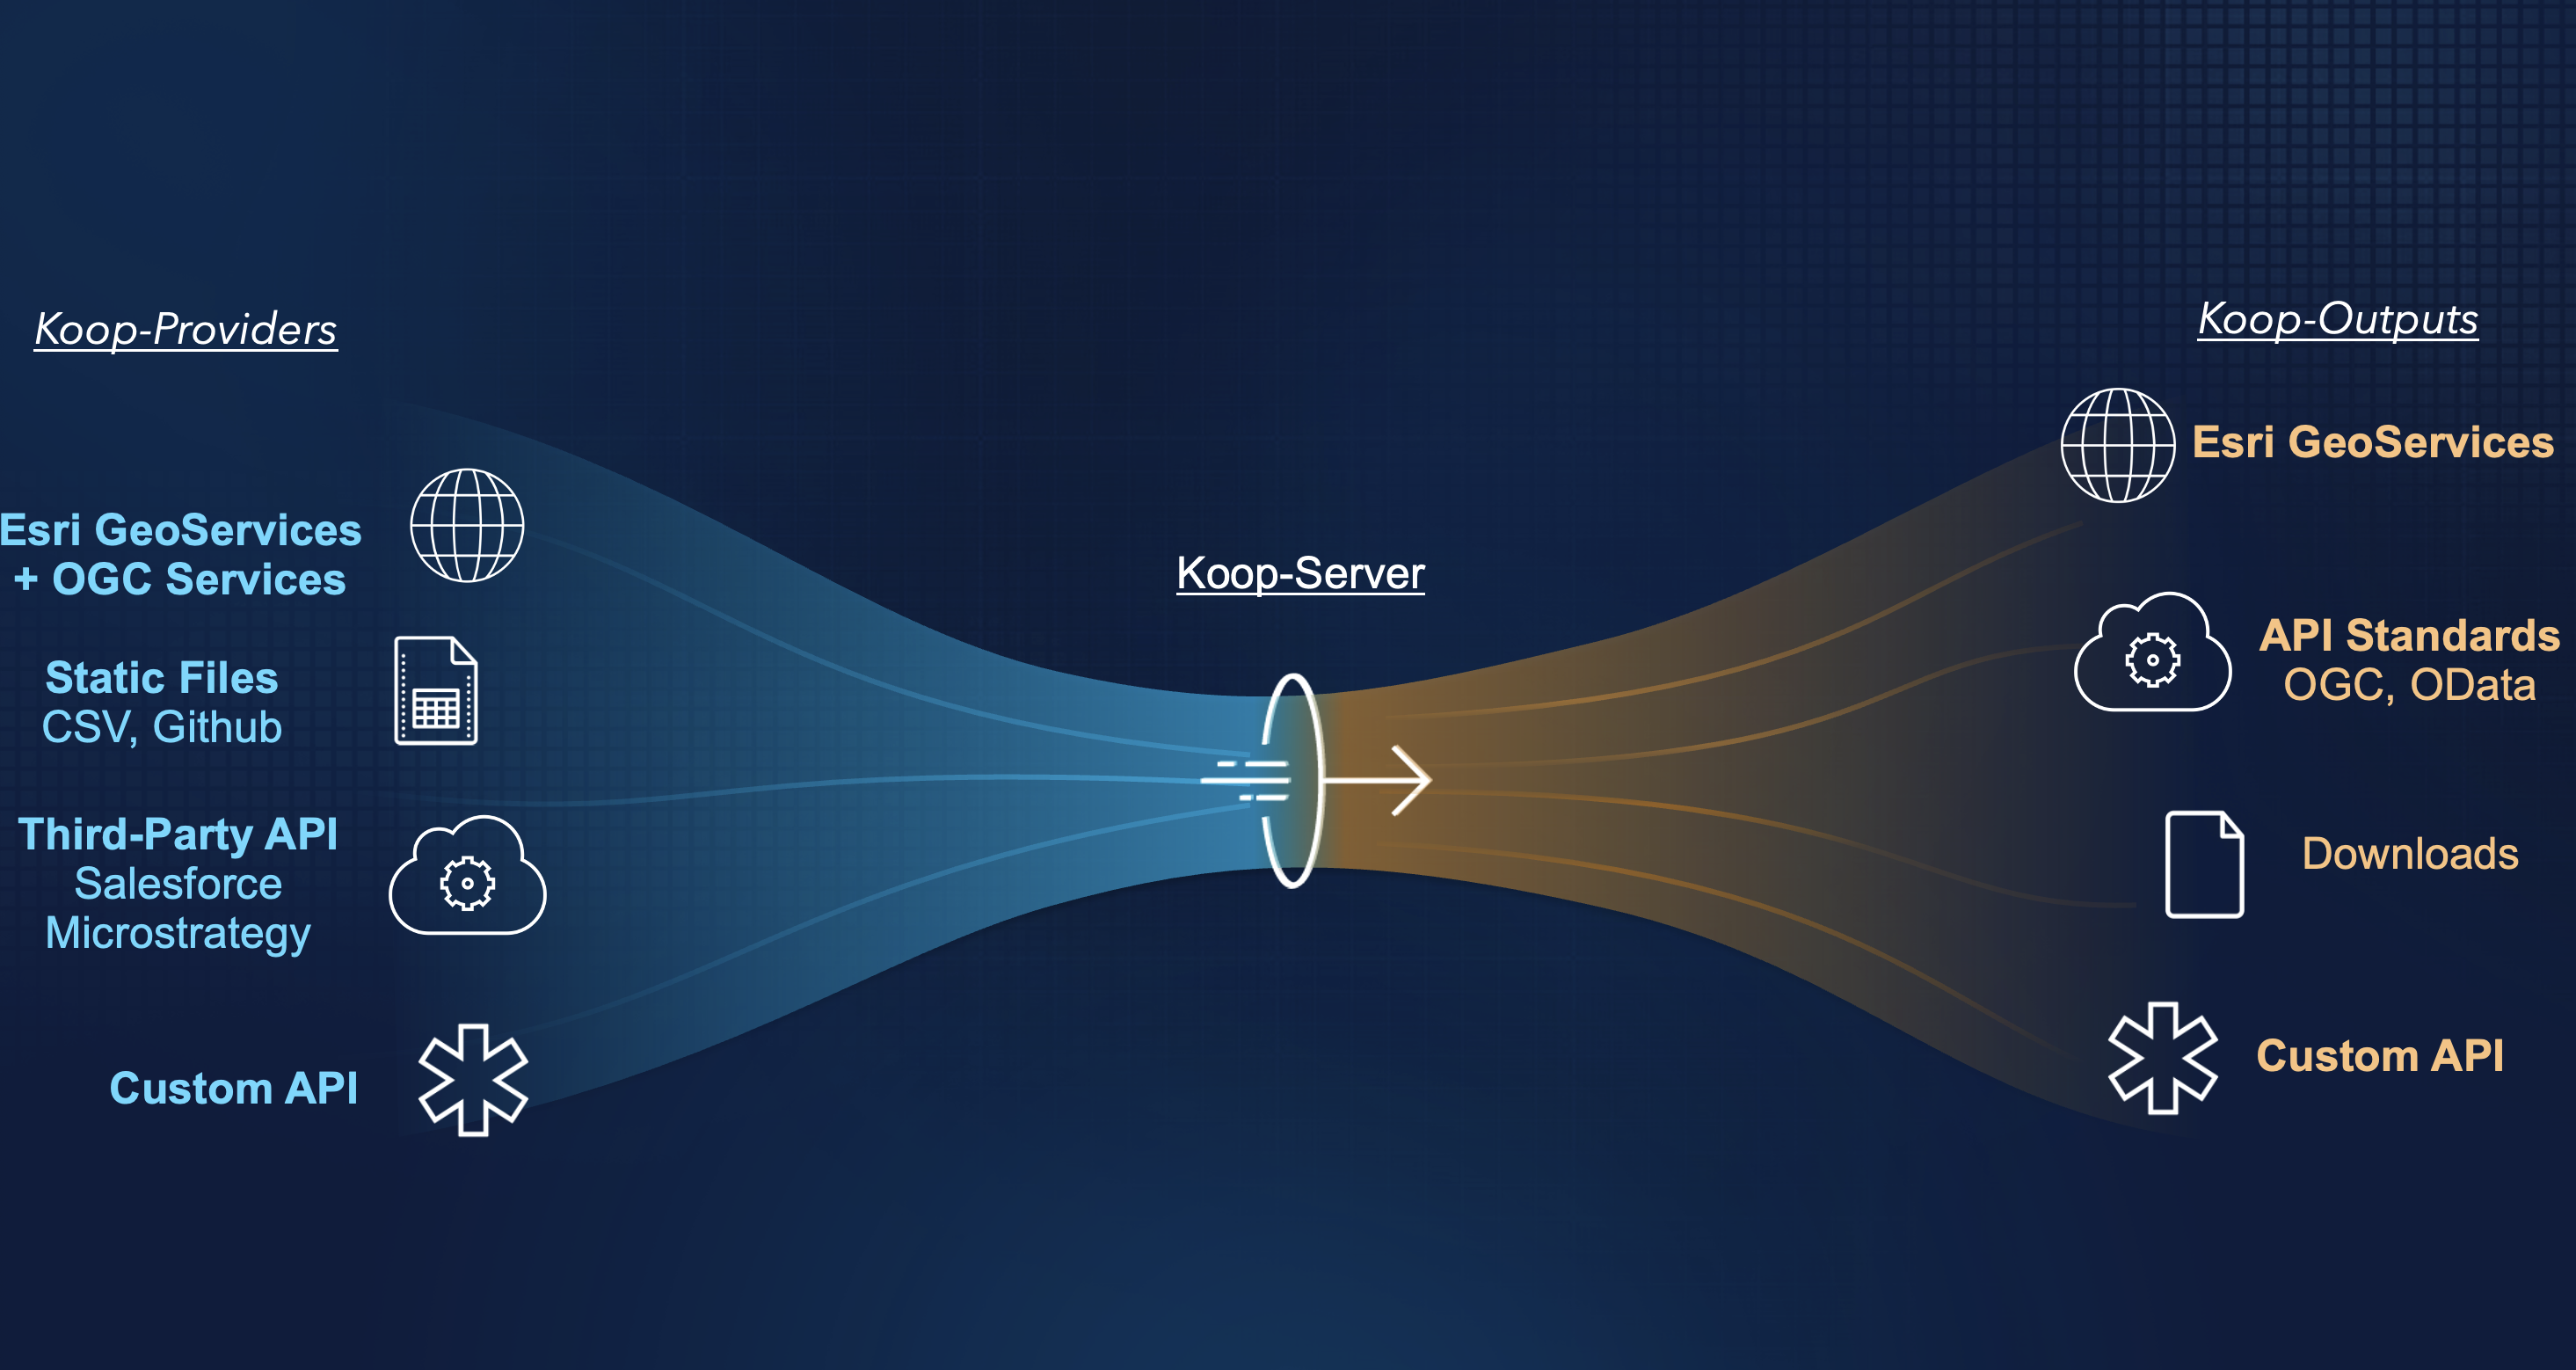 Koop-Providers
Esri GeoServices
+ OGC Services
Static Files
CSV, Github
Third-Party API
Salesforce
Microstrategy
Custom API
Koop-Server
Koop-Outputs
Esri GeoServices
API Standards
OGC, OData
Downloads
Custom API